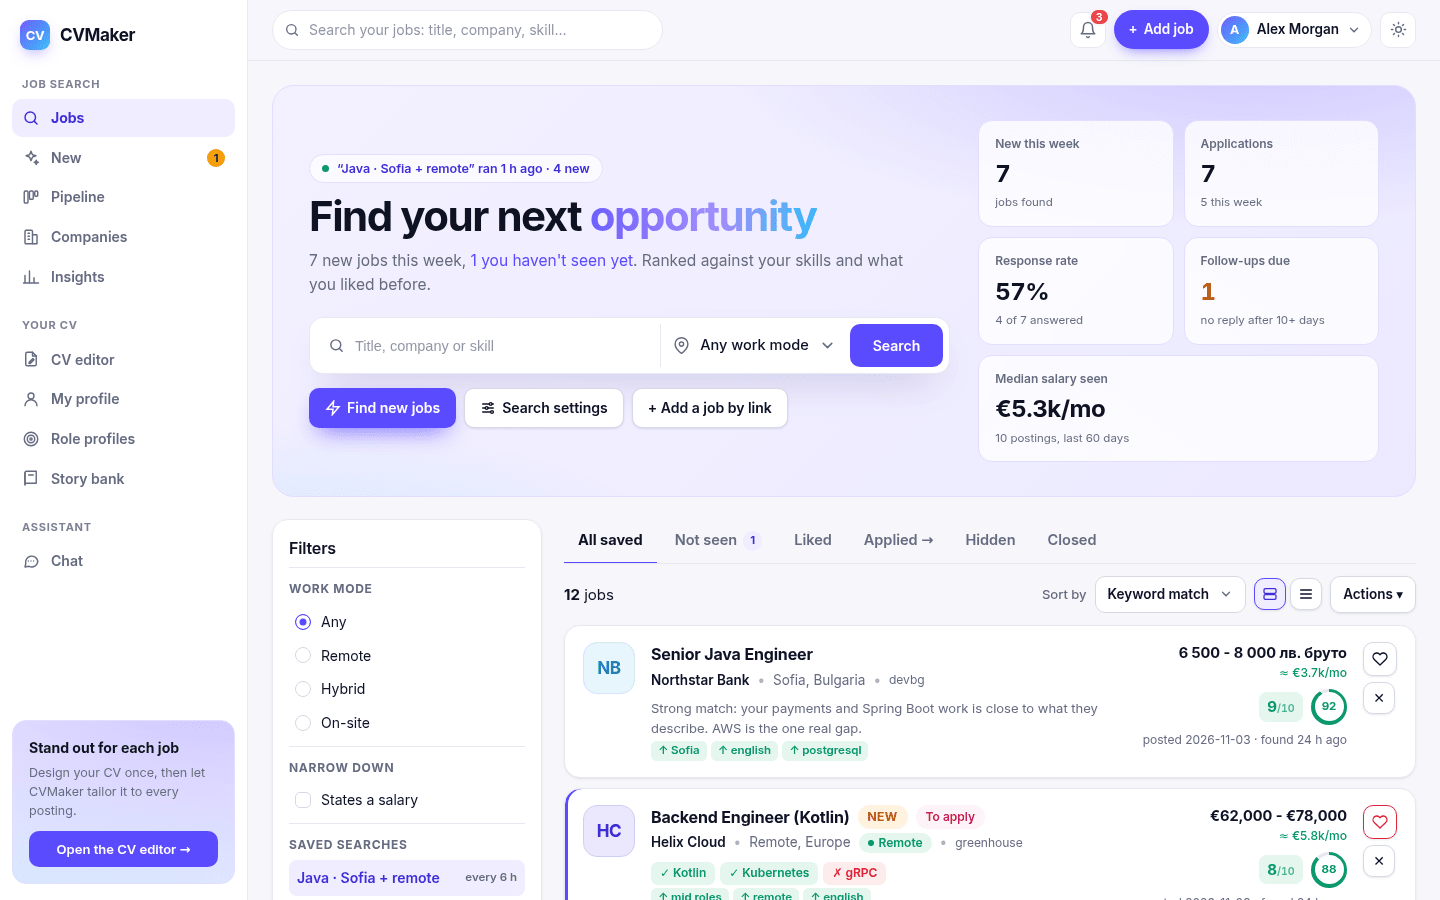 CV CVMaker
Search your jobs: title, company, skill...
3
+ Add job
A Alex Morgan
JOB SEARCH
Jobs
New 1
Pipeline
Companies
Insights
YOUR CV
CV editor
My profile
Role profiles
Story bank
ASSISTANT
Chat
Stand out for each job
Design your CV once, then let
CVMaker tailor it to every
posting.
Open the CV editor →
“Java · Sofia + remote” ran 1 h ago · 4 new
Find your next opportunity
7 new jobs this week, 1 you haven't seen yet. Ranked against your skills and what
you liked before.
Title, company or skill
Any work mode
Search
Find new jobs
Search settings
+ Add a job by link
New this week
7
jobs found
Applications
7
5 this week
Response rate
57%
4 of 7 answered
Follow-ups due
1
no reply after 10+ days
Median salary seen
€5.3k/mo
10 postings, last 60 days
Filters
WORK MODE
Any
Remote
Hybrid
On-site
NARROW DOWN
States a salary
SAVED SEARCHES
Java · Sofia + remote every 6 h
All saved
Not seen 1
Liked
Applied →
Hidden
Closed
12 jobs
Sort by
Keyword match
Actions ▾
NB
Senior Java Engineer
Northstar Bank • Sofia, Bulgaria • devbg
Strong match: your payments and Spring Boot work is close to what they
describe. AWS is the one real gap.
↑ Sofia ↑ english ↑ postgresql
6 500 - 8 000 лв. бруто
≈ €3.7k/mo
9/10 92
posted 2026-11-03 · found 24 h ago
✕
HC
Backend Engineer (Kotlin) NEW To apply
Helix Cloud • Remote, Europe • Remote • greenhouse
✓ Kotlin ✓ Kubernetes ✗ gRPC
↑ mid roles ↑ remote ↑ english
€62,000 - €78,000
≈ €5.8k/mo
8/10 88
✕